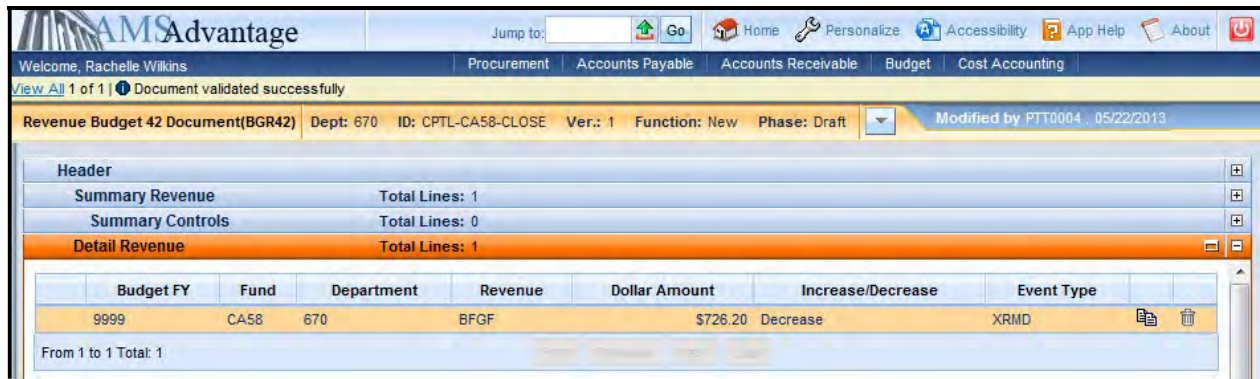 AMSAdvantage Jump to: Go Home Personalize Accessibility App Help About
Welcome, Rachelle Wilkins Procurement Accounts Payable Accounts Receivable Budget Cost Accounting
View All 1 of 1 | Document validated successfully
Revenue Budget 42 Document(BGR42) Dept: 670 ID: CPTL-CA58-CLOSE Ver.: 1 Function: New Phase: Draft Modified by PTT0004 , 05/22/2013
Header
Summary Revenue Total Lines: 1
Summary Controls Total Lines: 0
Detail Revenue Total Lines: 1
Budget FY Fund Department Revenue Dollar Amount Increase/Decrease Event Type
9999 CA58 670 BFGF $726.20 Decrease XRMD
From 1 to 1 Total: 1